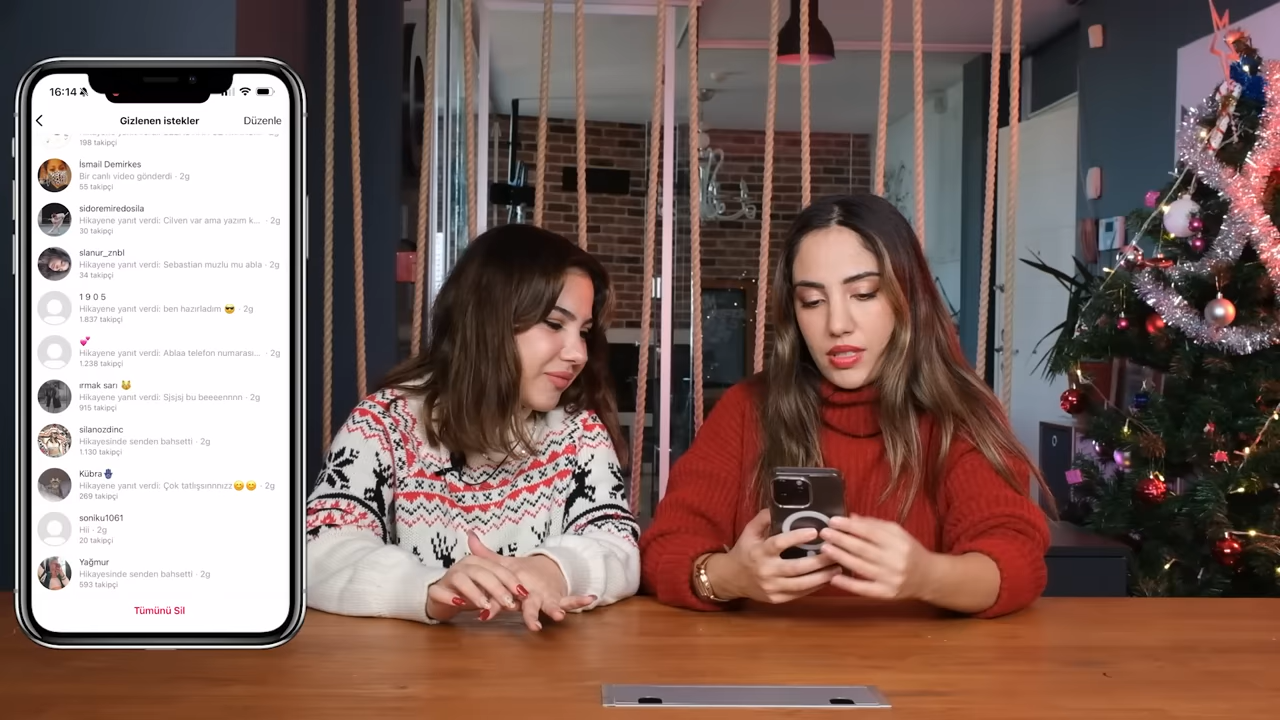 16:14
Gizlenen istekler
Düzenle
198 takipçi
İsmail Demirkes
Bir canlı video gönderdi · 2g
55 takipçi
sidoremiredosila
Hikayene yanıt verdi: Cilven var ama yazım k... · 2g
30 takipçi
slanur_znbl
Hikayene yanıt verdi: Sebastian muzlu mu abla · 2g
34 takipçi
1 9 0 5
Hikayene yanıt verdi: ben hazırladım 😎 · 2g
1.837 takipçi
💕
Hikayene yanıt verdi: Ablaa telefon numarası... · 2g
1.238 takipçi
ırmak sarı
Hikayene yanıt verdi: Sjsjsj bu beeeennnn · 2g
915 takipçi
silanozdinc
Hikayesinde senden bahsetti · 2g
1.130 takipçi
Kübra🪬
Hikayene yanıt verdi: Çok tatlışsınnnızz😊😊 · 2g
269 takipçi
soniku1061
Hii · 2g
20 takipçi
Yağmur
Hikayesinde senden bahsetti · 2g
593 takipçi
Tümünü Sil